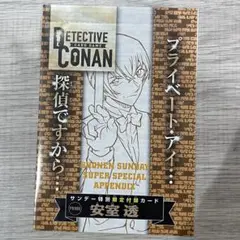 DETECTIVE
CARD GAME
CONAN
プライベート・アイ…
探偵ですから…
SHONEN SUNDAY
SUPER SPECIAL
APPENDIX
サンデー特別限定付録カード
安室 透